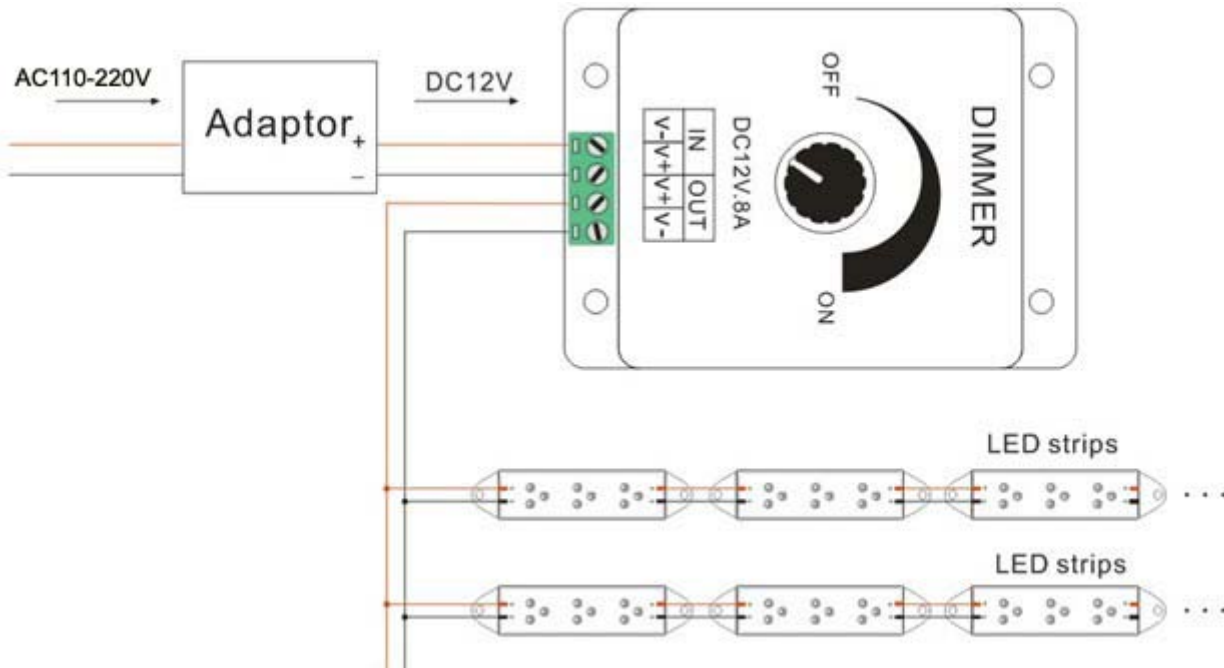 AC110-220V
Adaptor
+
–
DC12V
IN OUT
V- V+ V+ V-
DC12V.8A
OFF
ON
DIMMER
LED strips
LED strips